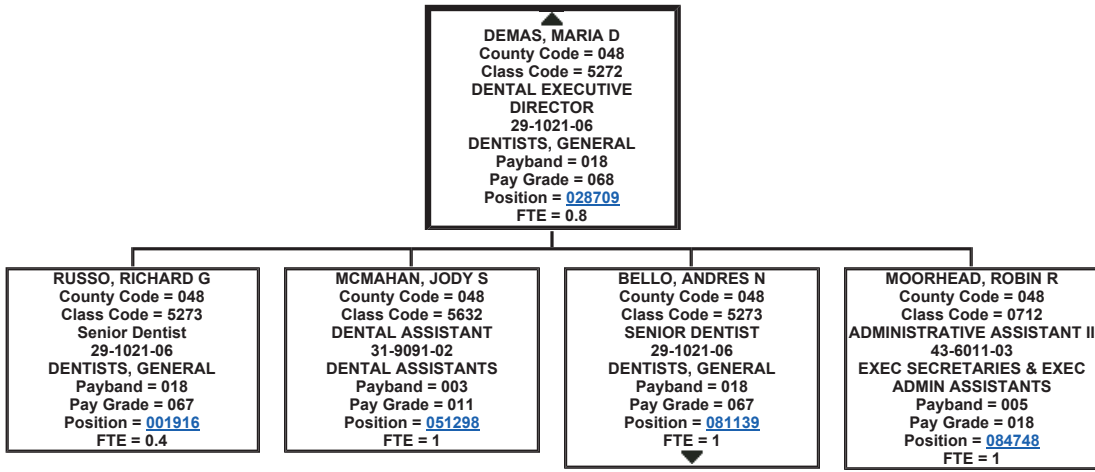 DEMAS, MARIA D
County Code = 048
Class Code = 5272
DENTAL EXECUTIVE
DIRECTOR
29-1021-06
DENTISTS, GENERAL
Payband = 018
Pay Grade = 068
Position = 028709
FTE = 0.8
RUSSO, RICHARD G
County Code = 048
Class Code = 5273
Senior Dentist
29-1021-06
DENTISTS, GENERAL
Payband = 018
Pay Grade = 067
Position = 001916
FTE = 0.4
MCMAHAN, JODY S
County Code = 048
Class Code = 5632
DENTAL ASSISTANT
31-9091-02
DENTAL ASSISTANTS
Payband = 003
Pay Grade = 011
Position = 051298
FTE = 1
BELLO, ANDRES N
County Code = 048
Class Code = 5273
SENIOR DENTIST
29-1021-06
DENTISTS, GENERAL
Payband = 018
Pay Grade = 067
Position = 081139
FTE = 1
MOORHEAD, ROBIN R
County Code = 048
Class Code = 0712
ADMINISTRATIVE ASSISTANT II
43-6011-03
EXEC SECRETARIES & EXEC
ADMIN ASSISTANTS
Payband = 005
Pay Grade = 018
Position = 084748
FTE = 1